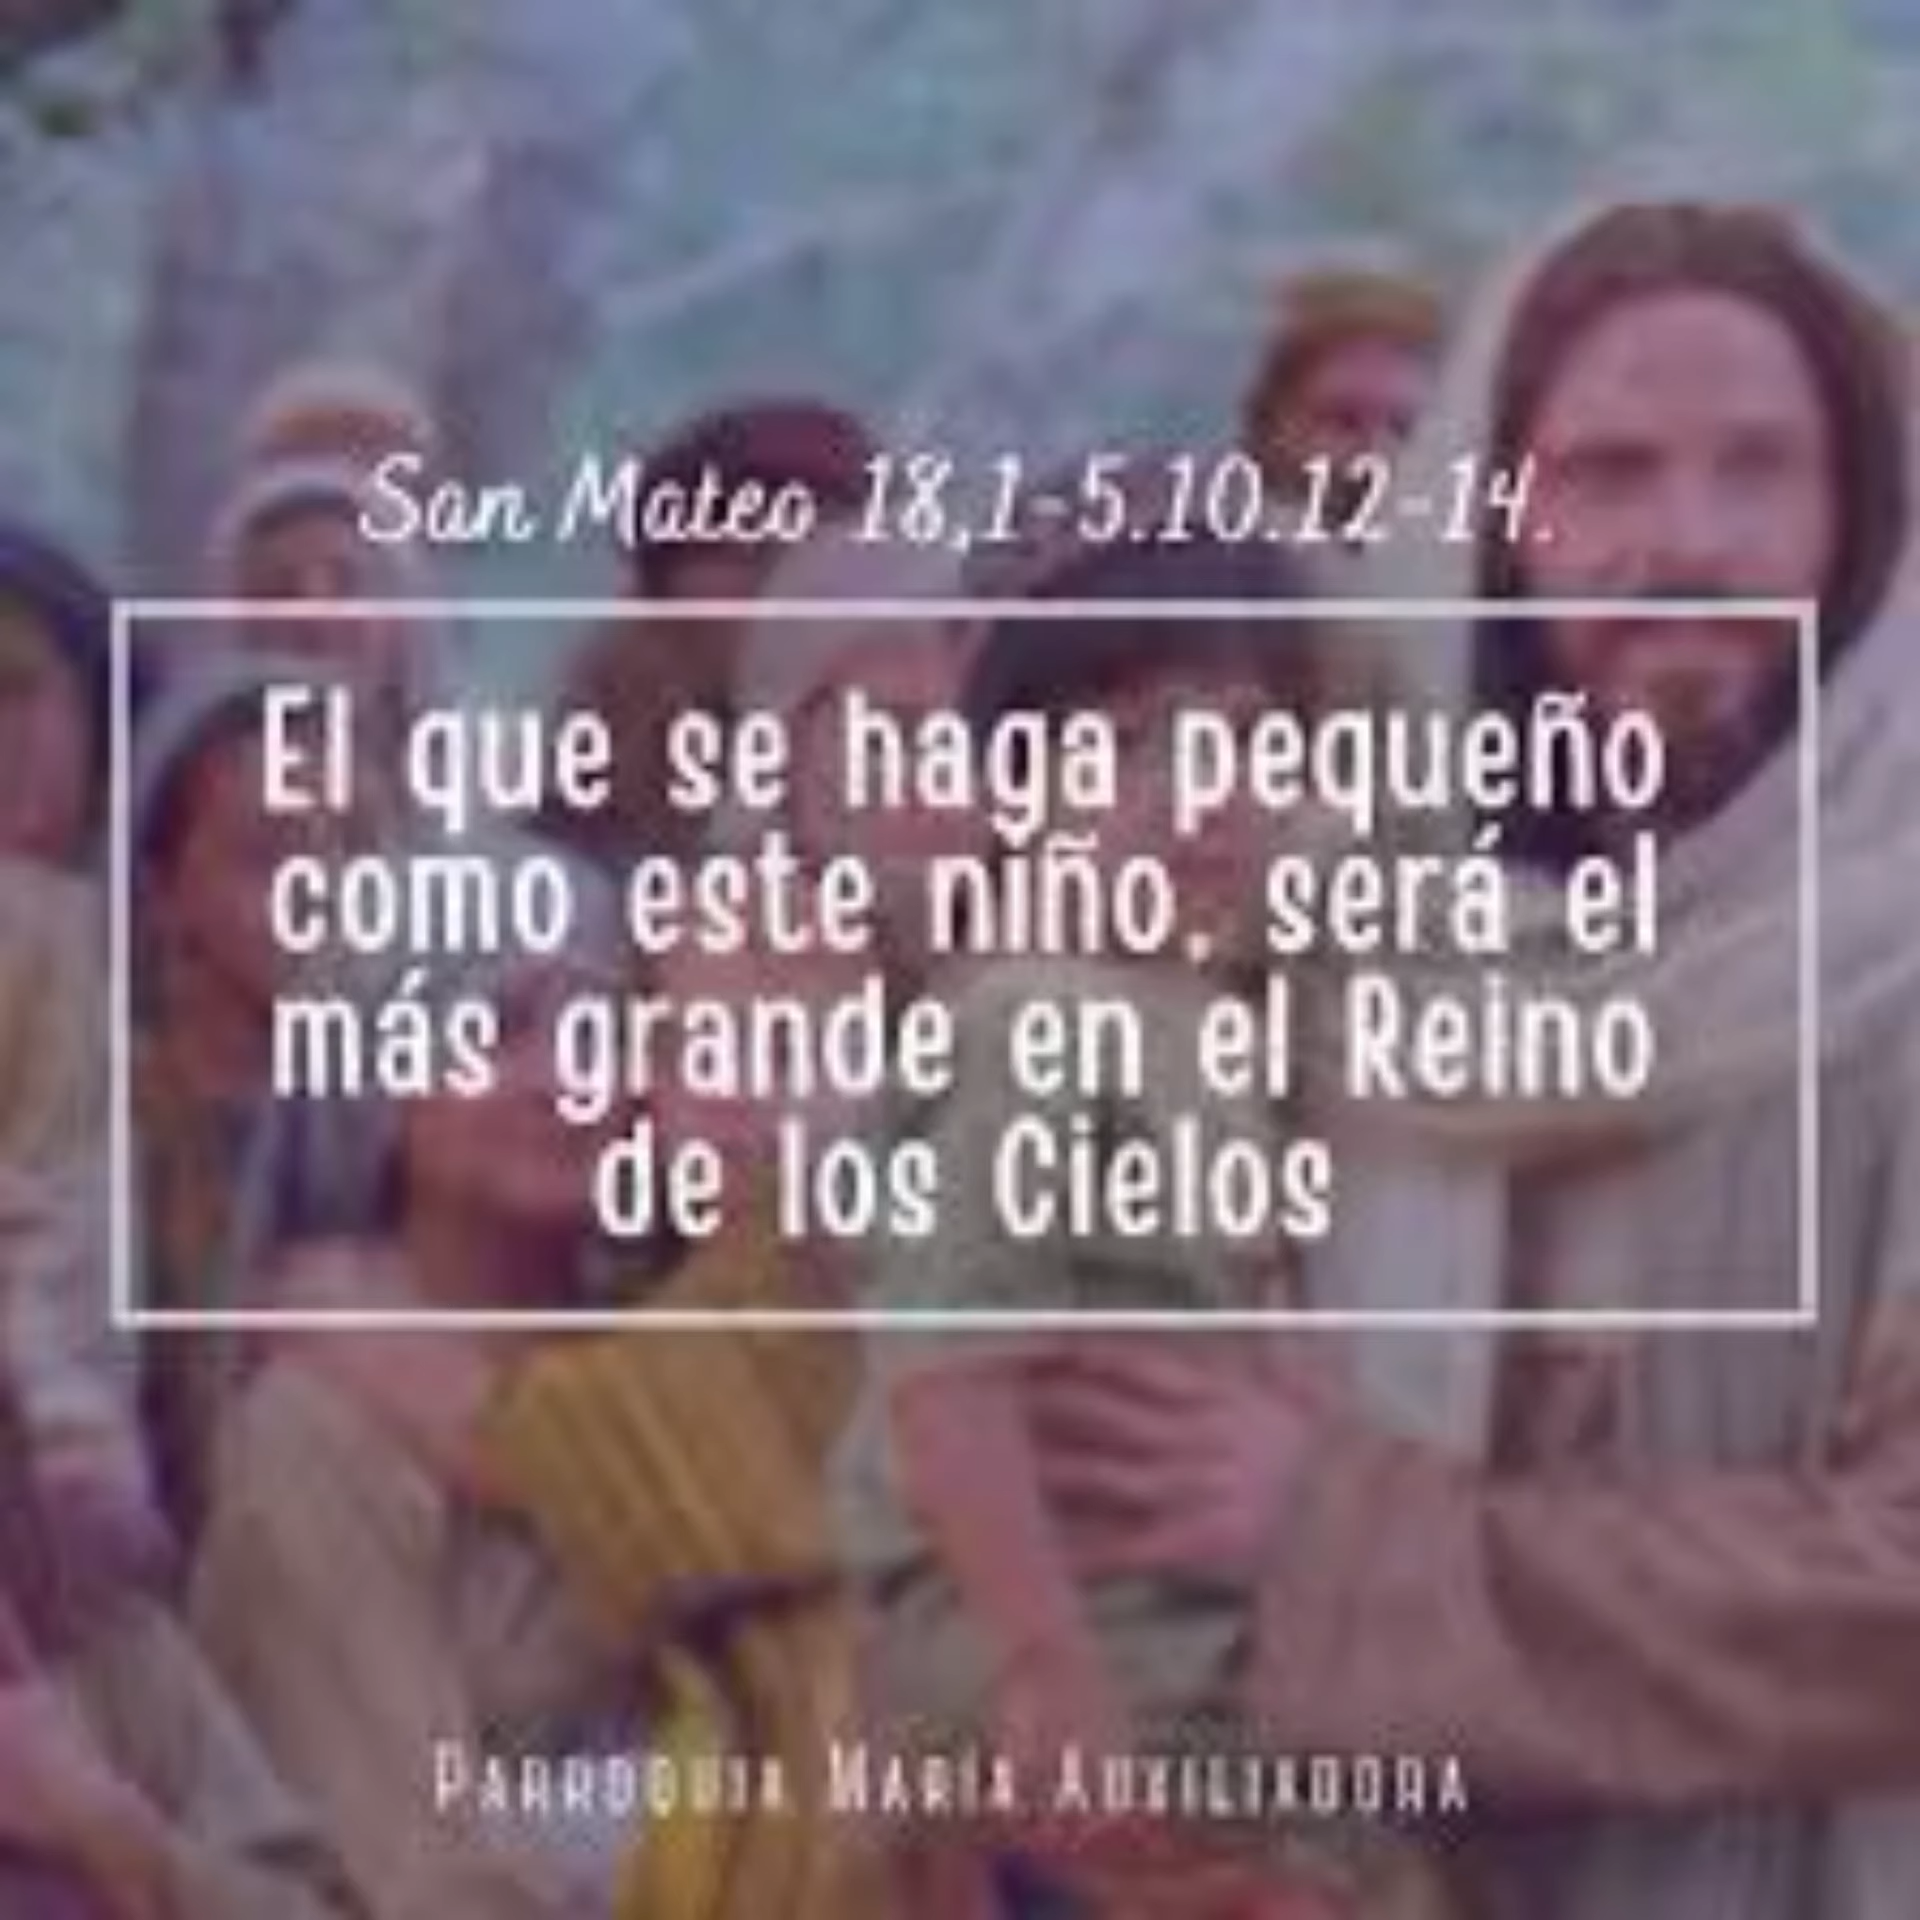 San Mateo 18,1-5.10.12-14.
El que se haga pequeño
como este niño, será el
más grande en el Reino
de los Cielos
Parroquia María Auxiliadora